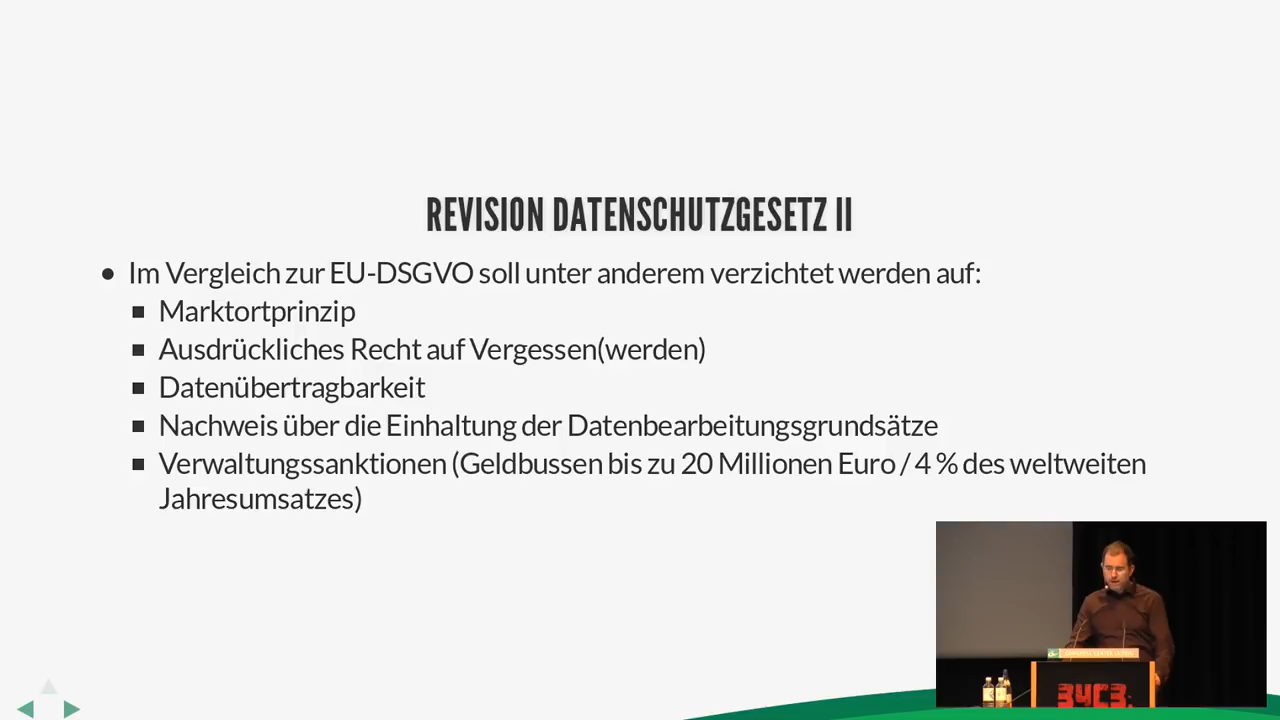 REVISION DATENSCHUTZGESETZ II
Im Vergleich zur EU-DSGVO soll unter anderem verzichtet werden auf:
Marktortprinzip
Ausdrückliches Recht auf Vergessen(werden)
Datenübertragbarkeit
Nachweis über die Einhaltung der Datenbearbeitungsgrundsätze
Verwaltungssanktionen (Geldbussen bis zu 20 Millionen Euro / 4 % des weltweiten
Jahresumsatzes)
34C3